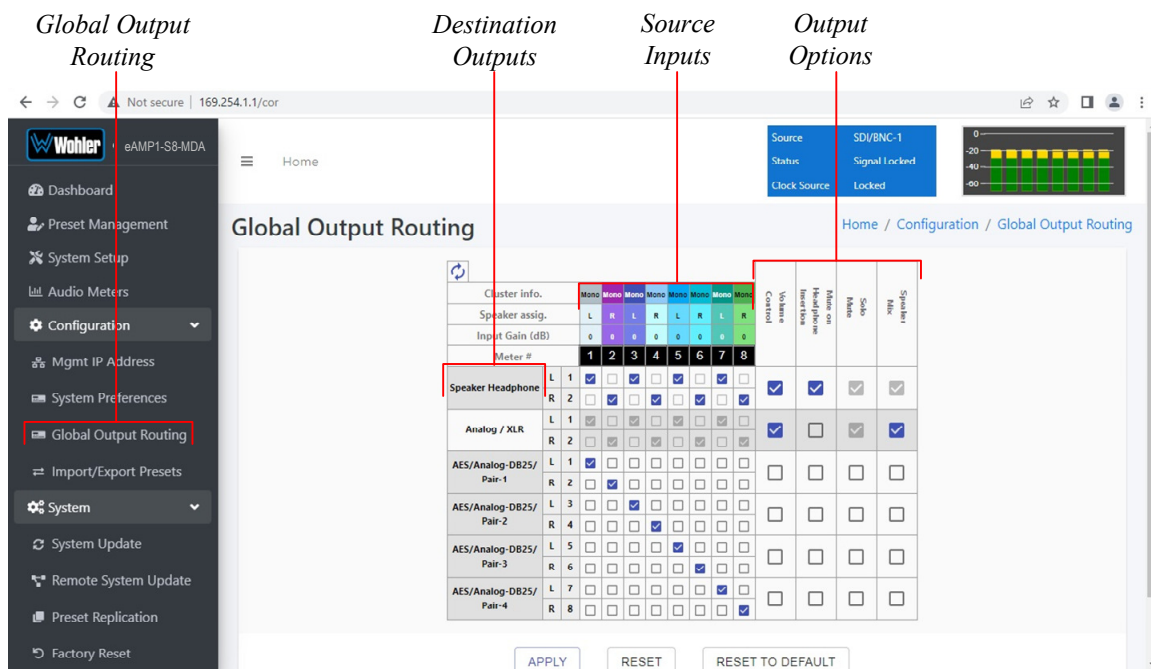 Global Output
Routing
Destination
Outputs
Source
Inputs
Output
Options
Not secure | 169.254.1.1/cor
Wohler eAMP1-S8-MDA
Home
Source SDI/BNC-1
Status Signal Locked
Clock Source Locked
0
-20
-40
-60
Dashboard
Preset Management
System Setup
Audio Meters
Configuration
Mgmt IP Address
System Preferences
Global Output Routing
Import/Export Presets
System
System Update
Remote System Update
Preset Replication
Factory Reset
Global Output Routing
Home / Configuration / Global Output Routing
Cluster info. Mono Mono Mono Mono Mono Mono Mono Mono
Speaker assig. L R L R L R L R
Input Gain (dB) 0 0 0 0 0 0 0 0
Meter # 1 2 3 4 5 6 7 8
Volume
Control
Mute on
Headphone
Insertion
Solo
Mute
Speaker
Mix
Speaker Headphone
L 1
R 2
Analog / XLR
L 1
R 2
AES/Analog-DB25/
Pair-1
L 1
R 2
AES/Analog-DB25/
Pair-2
L 3
R 4
AES/Analog-DB25/
Pair-3
L 5
R 6
AES/Analog-DB25/
Pair-4
L 7
R 8
APPLY
RESET
RESET TO DEFAULT